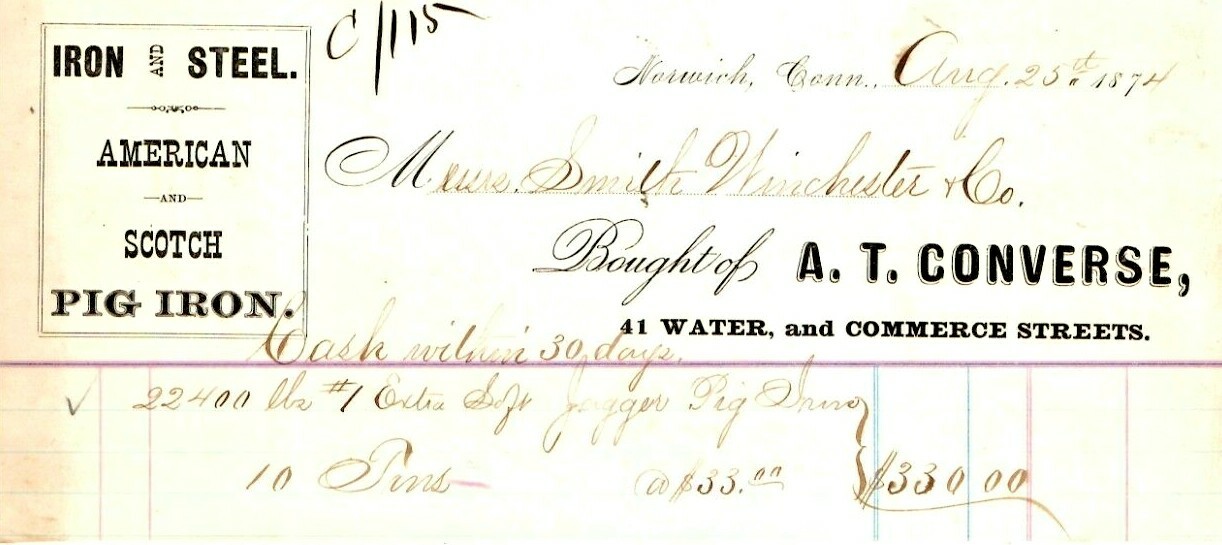 IRON AND STEEL.
AMERICAN
—AND—
SCOTCH
PIG IRON.
C/115
Norwich, Conn., Aug. 25th 1874
Messrs. Smith Winchester & Co.
Bought of A. T. CONVERSE,
41 WATER, and COMMERCE STREETS.
Cash within 30 days.
✓ 22400 lbs #1 Extra Soft Jagger Pig Iron
10 Tons @ $33.00 $330 00